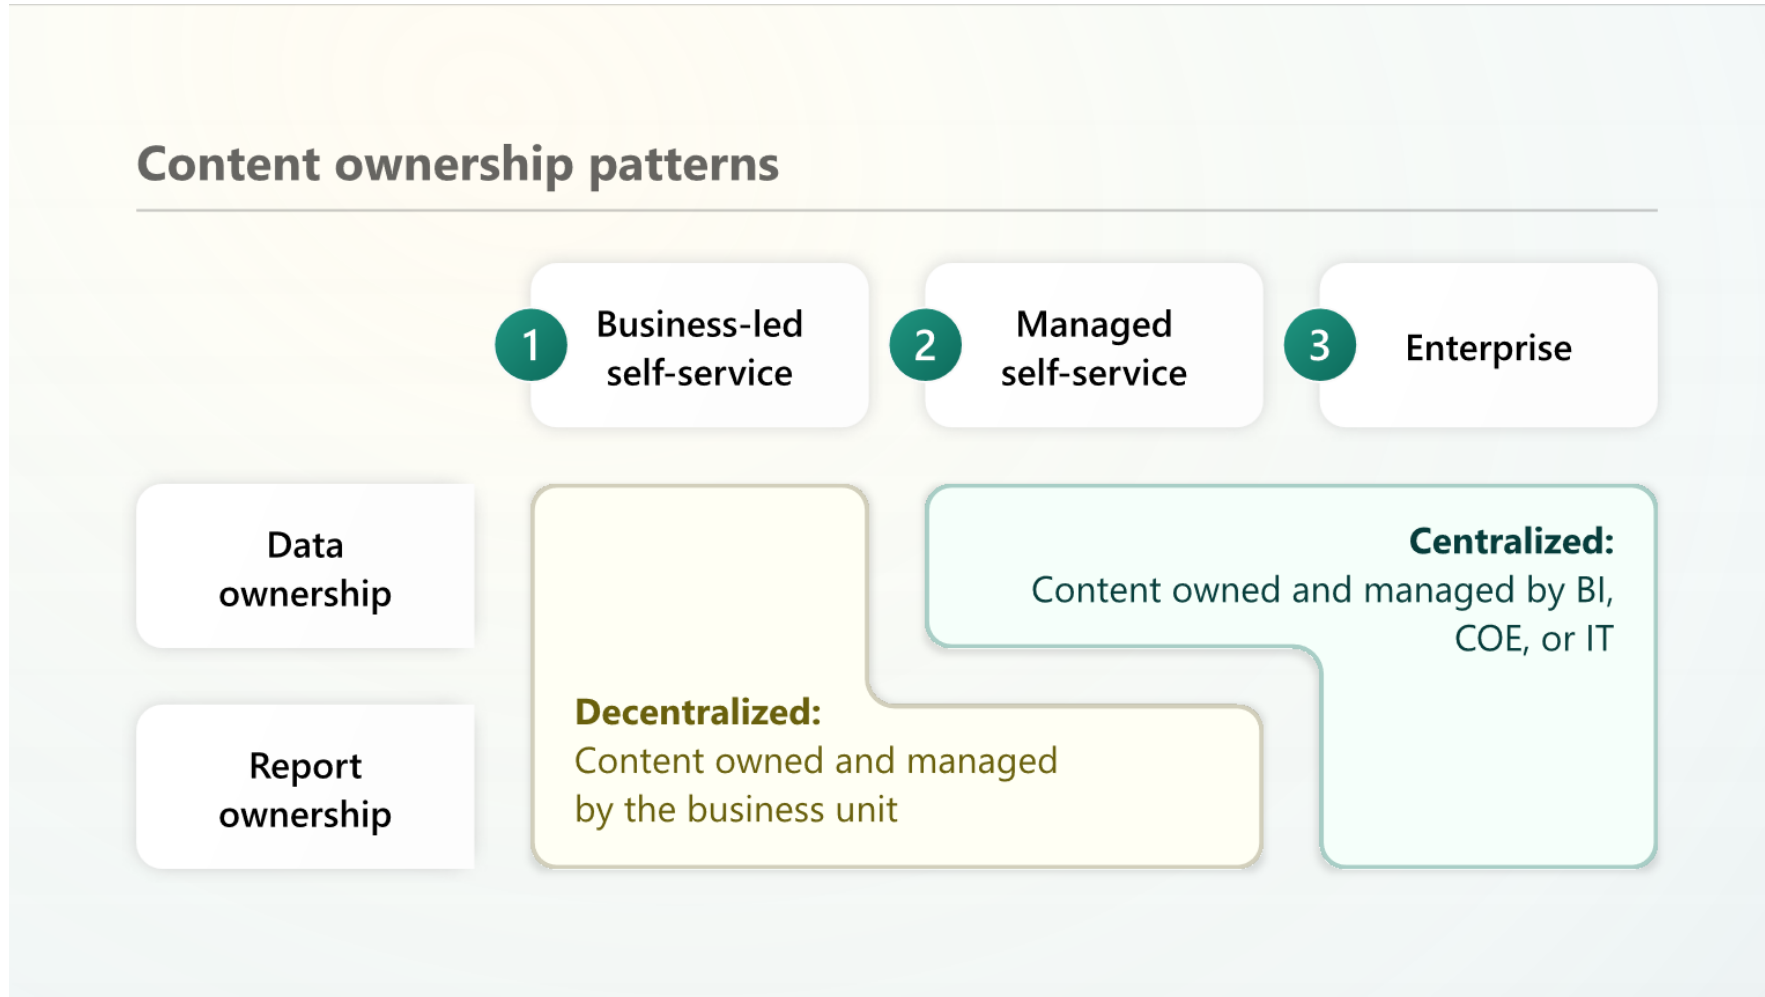 Content ownership patterns
1
Business-led
self-service
2
Managed
self-service
3
Enterprise
Data
ownership
Centralized:
Content owned and managed by BI,
COE, or IT
Report
ownership
Decentralized:
Content owned and managed
by the business unit